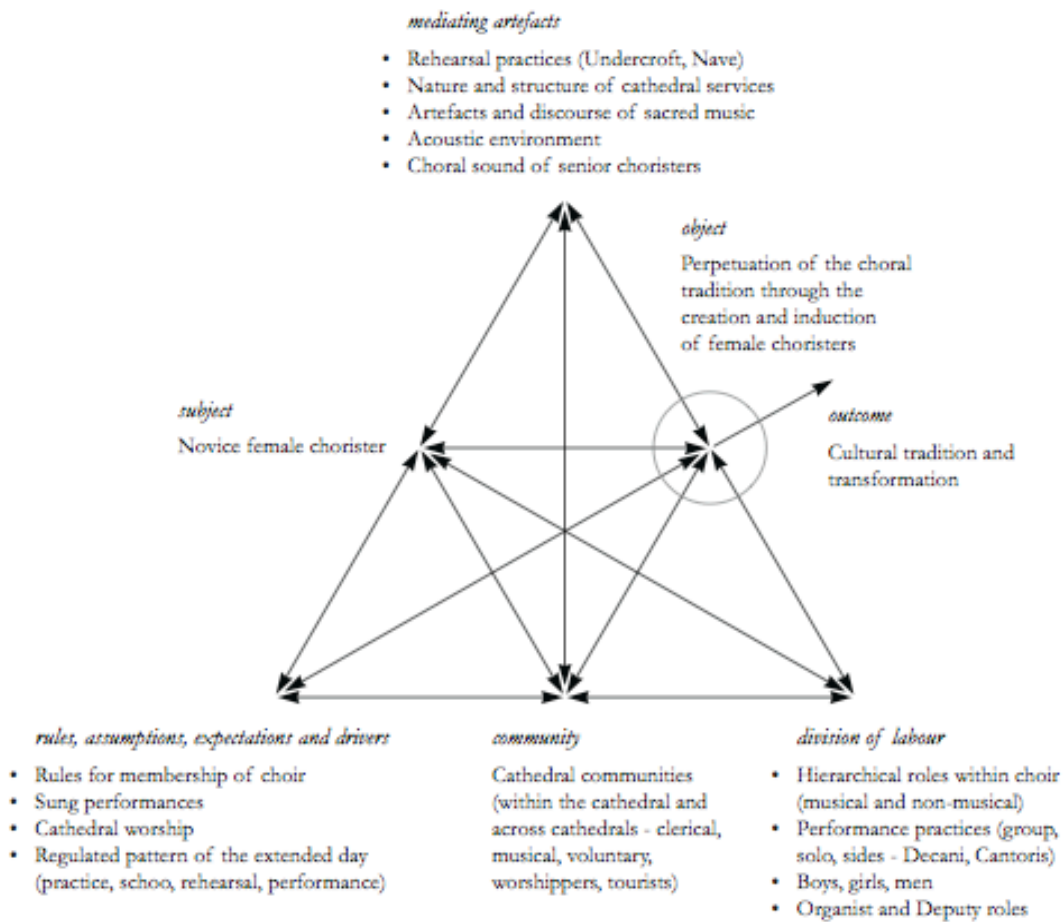 mediating artefacts
• Rehearsal practices (Undercroft, Nave)
• Nature and structure of cathedral services
• Artefacts and discourse of sacred music
• Acoustic environment
• Choral sound of senior choristers
object
Perpetuation of the choral
tradition through the
creation and induction
of female choristers
subject
Novice female chorister
outcome
Cultural tradition and
transformation
rules, assumptions, expectations and drivers
• Rules for membership of choir
• Sung performances
• Cathedral worship
• Regulated pattern of the extended day
(practice, schoo, rehearsal, performance)
community
Cathedral communities
(within the cathedral and
across cathedrals - clerical,
musical, voluntary,
worshippers, tourists)
division of labour
• Hierarchical roles within choir
(musical and non-musical)
• Performance practices (group,
solo, sides - Decani, Cantoris)
• Boys, girls, men
• Organist and Deputy roles